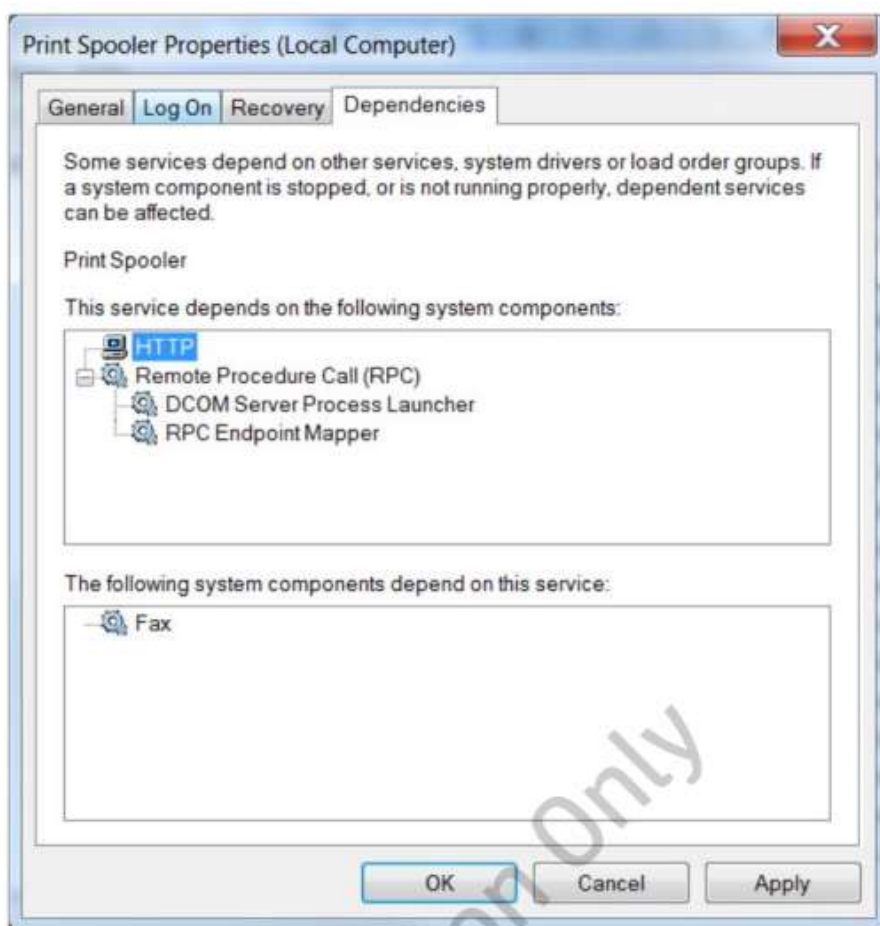 Print Spooler Properties (Local Computer)
General Log On Recovery Dependencies
Some services depend on other services, system drivers or load order groups. If
a system component is stopped, or is not running properly, dependent services
can be affected.
Print Spooler
This service depends on the following system components:
HTTP
Remote Procedure Call (RPC)
DCOM Server Process Launcher
RPC Endpoint Mapper
The following system components depend on this service:
Fax
Only
OK Cancel Apply